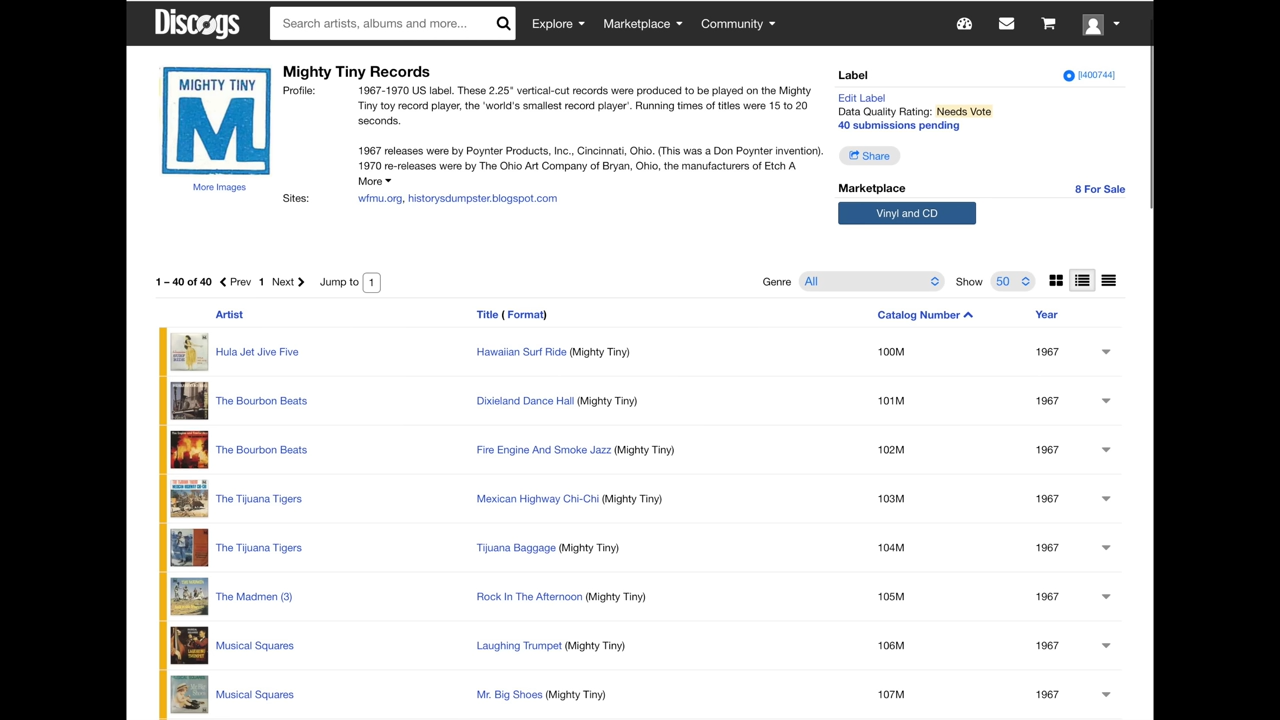 Discogs Search artists, albums and more... Explore Marketplace Community
MIGHTY TINY
M
More Images
Mighty Tiny Records
Profile: 1967-1970 US label. These 2.25" vertical-cut records were produced to be played on the Mighty
Tiny toy record player, the 'world's smallest record player'. Running times of titles were 15 to 20
seconds.
1967 releases were by Poynter Products, Inc., Cincinnati, Ohio. (This was a Don Poynter invention).
1970 re-releases were by The Ohio Art Company of Bryan, Ohio, the manufacturers of Etch A
More
Sites: wfmu.org, historysdumpster.blogspot.com
Label [l400744]
Edit Label
Data Quality Rating: Needs Vote
40 submissions pending
Share
Marketplace 8 For Sale
Vinyl and CD
1 – 40 of 40 Prev 1 Next Jump to 1 Genre All Show 50
Artist Title ( Format) Catalog Number Year
Hula Jet Jive Five Hawaiian Surf Ride (Mighty Tiny) 100M 1967
The Bourbon Beats Dixieland Dance Hall (Mighty Tiny) 101M 1967
The Bourbon Beats Fire Engine And Smoke Jazz (Mighty Tiny) 102M 1967
The Tijuana Tigers Mexican Highway Chi-Chi (Mighty Tiny) 103M 1967
The Tijuana Tigers Tijuana Baggage (Mighty Tiny) 104M 1967
The Madmen (3) Rock In The Afternoon (Mighty Tiny) 105M 1967
Musical Squares Laughing Trumpet (Mighty Tiny) 106M 1967
Musical Squares Mr. Big Shoes (Mighty Tiny) 107M 1967